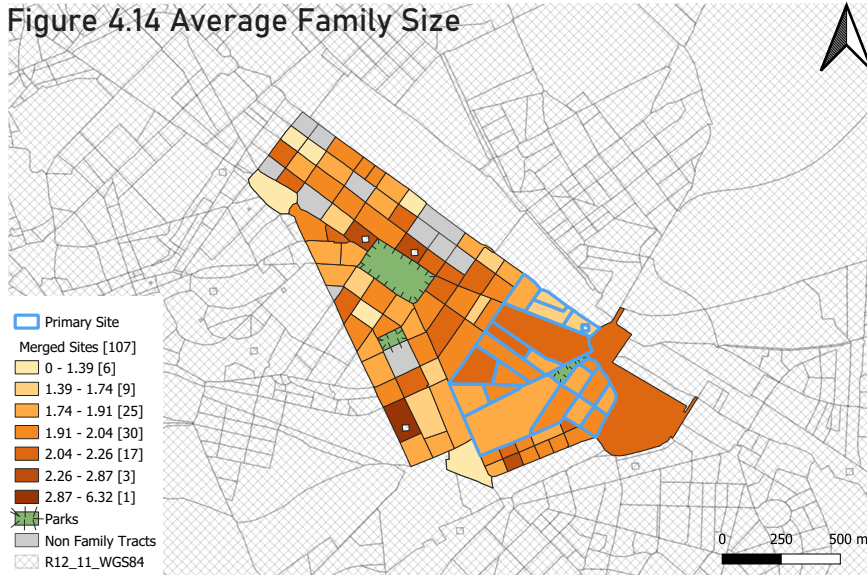 Figure 4.14 Average Family Size
Primary Site
Merged Sites [107]
0 - 1.39 [6]
1.39 - 1.74 [9]
1.74 - 1.91 [25]
1.91 - 2.04 [30]
2.04 - 2.26 [17]
2.26 - 2.87 [3]
2.87 - 6.32 [1]
Parks
Non Family Tracts
R12_11_WGS84
0 250 500 m